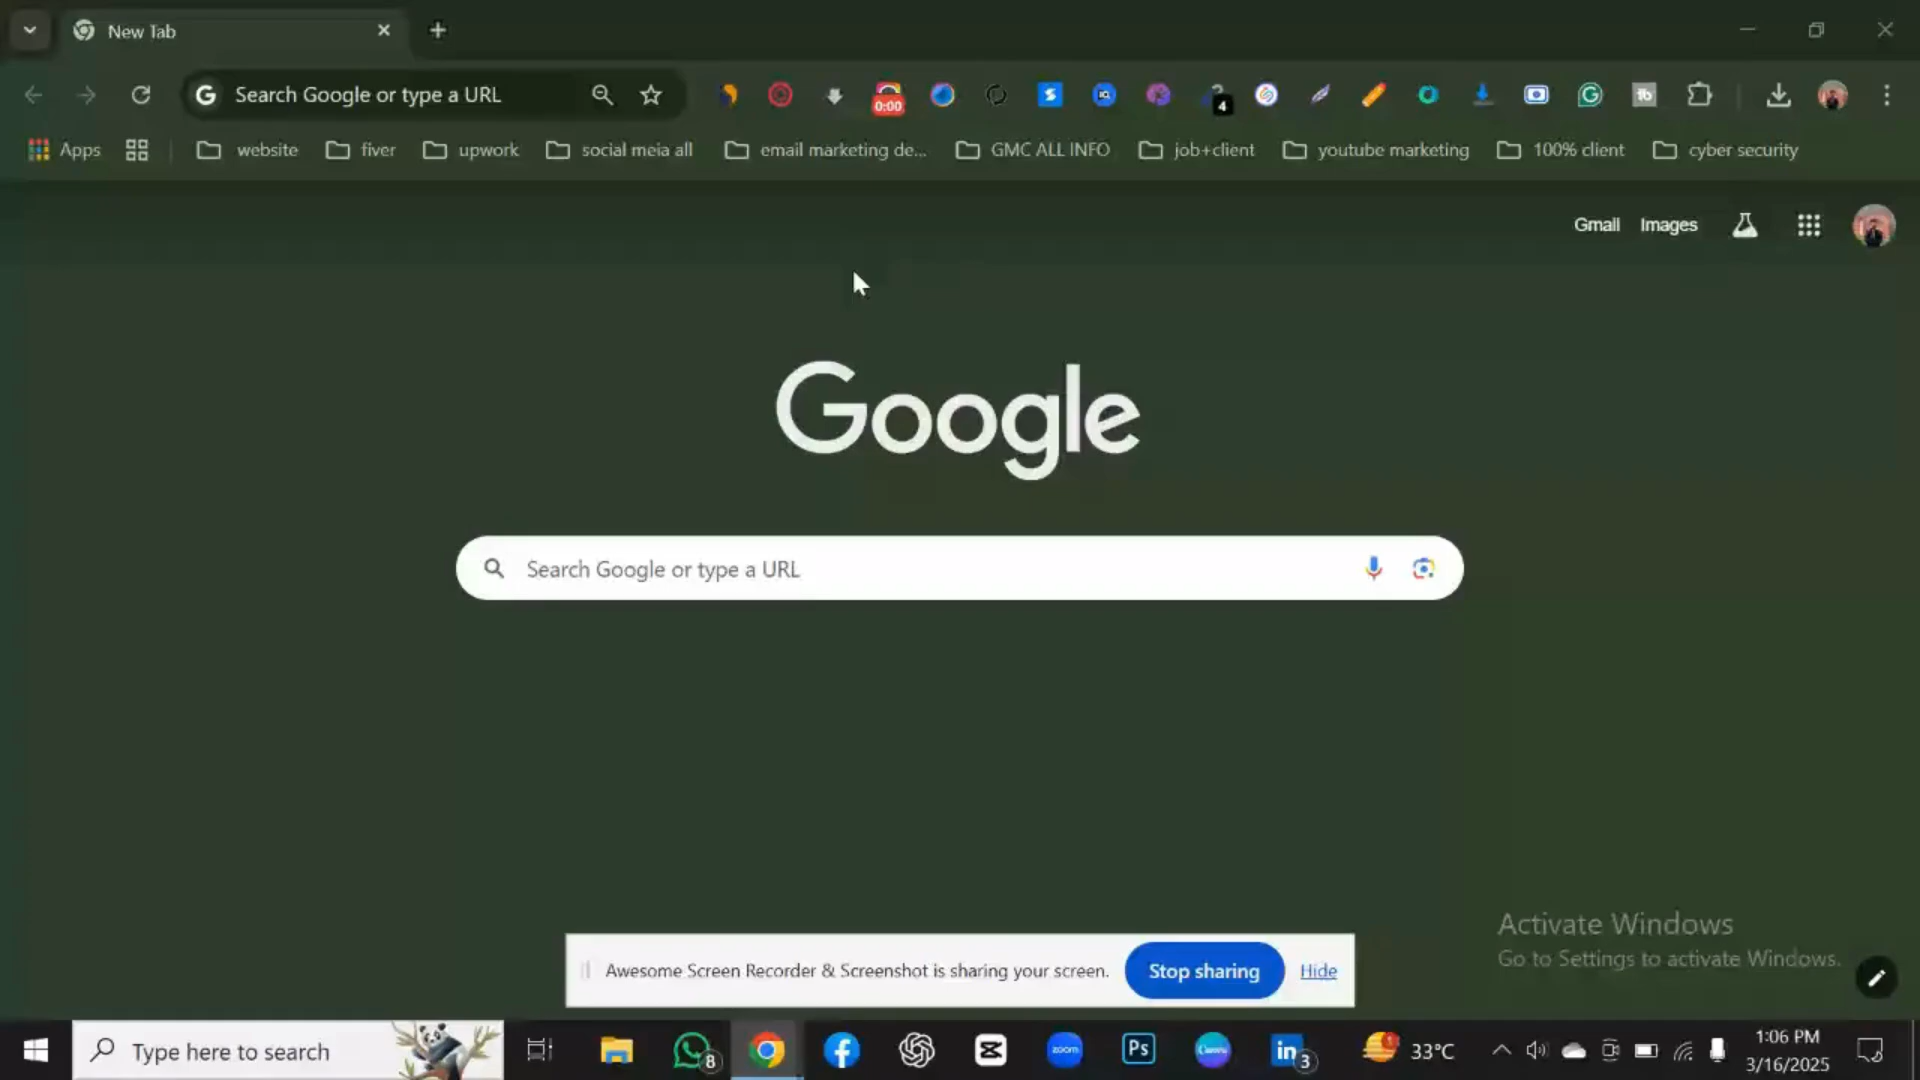 New Tab
Search Google or type a URL
0:00
4
Apps
website
fiver
upwork
social meia all
email marketing de...
GMC ALL INFO
job+client
youtube marketing
100% client
cyber security
Gmail
Images
Google
Search Google or type a URL
Activate Windows
Go to Settings to activate Windows.
Awesome Screen Recorder & Screenshot is sharing your screen.
Stop sharing
Hide
Type here to search
8
zoom
Ps
Canva
in
3
33°C
1:06 PM
3/16/2025